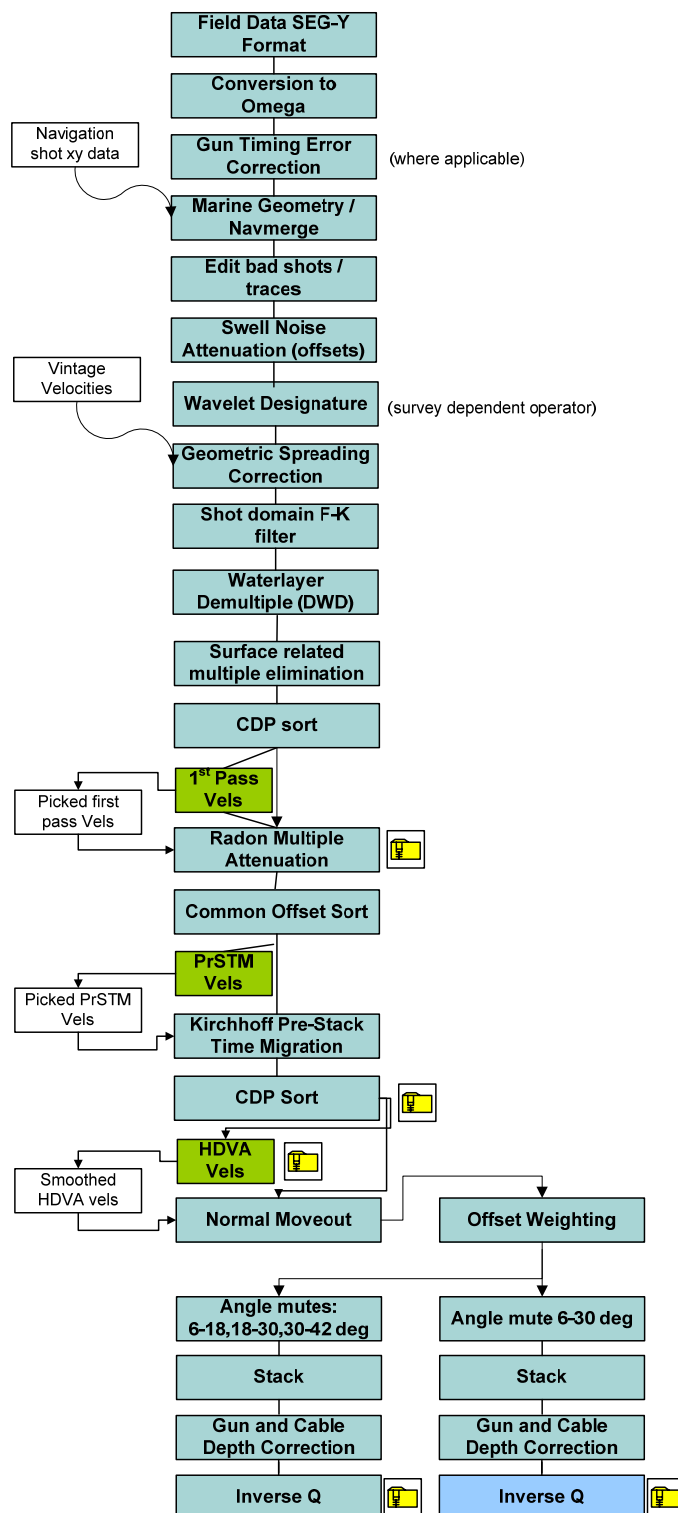 Field Data SEG-Y
Format
Conversion to
Omega
Navigation
shot xy data
Gun Timing Error
Correction
(where applicable)
Marine Geometry /
Navmerge
Edit bad shots /
traces
Swell Noise
Attenuation (offsets)
Vintage
Velocities
Wavelet Designature
(survey dependent operator)
Geometric Spreading
Correction
Shot domain F-K
filter
Waterlayer
Demultiple (DWD)
Surface related
multiple elimination
CDP sort
1st Pass
Vels
Picked first
pass Vels
Radon Multiple
Attenuation
Common Offset Sort
PrSTM
Vels
Picked PrSTM
Vels
Kirchhoff Pre-Stack
Time Migration
CDP Sort
HDVA
Vels
Smoothed
HDVA vels
Normal Moveout
Offset Weighting
Angle mutes:
6-18,18-30,30-42 deg
Angle mute 6-30 deg
Stack
Stack
Gun and Cable
Depth Correction
Gun and Cable
Depth Correction
Inverse Q
Inverse Q